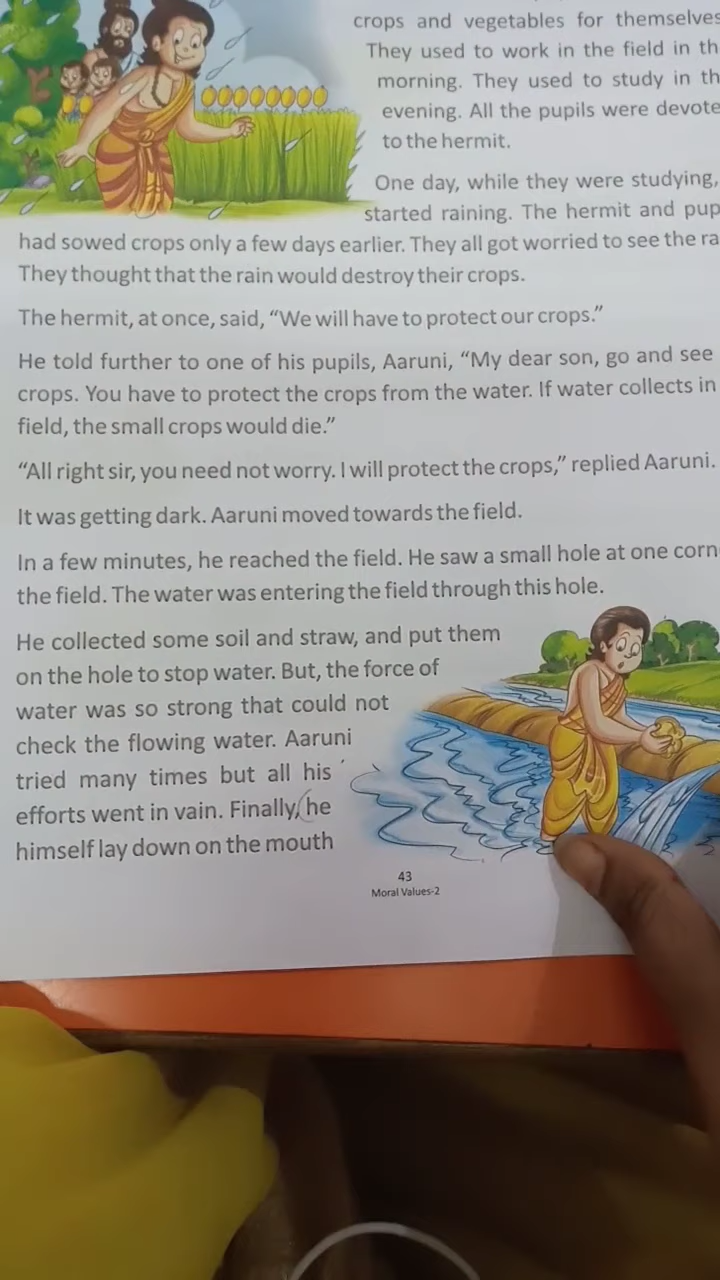 crops and vegetables for themselves
They used to work in the field in th
morning. They used to study in th
evening. All the pupils were devote
to the hermit.
One day, while they were studying,
started raining. The hermit and pup
had sowed crops only a few days earlier. They all got worried to see the ra
They thought that the rain would destroy their crops.
The hermit, at once, said, “We will have to protect our crops.”
He told further to one of his pupils, Aaruni, “My dear son, go and see
crops. You have to protect the crops from the water. If water collects in
field, the small crops would die.”
“All right sir, you need not worry. I will protect the crops,” replied Aaruni.
It was getting dark. Aaruni moved towards the field.
In a few minutes, he reached the field. He saw a small hole at one corn
the field. The water was entering the field through this hole.
He collected some soil and straw, and put them
on the hole to stop water. But, the force of
water was so strong that could not
check the flowing water. Aaruni
tried many times but all his
efforts went in vain. Finally, he
himself lay down on the mouth
43
Moral Values-2